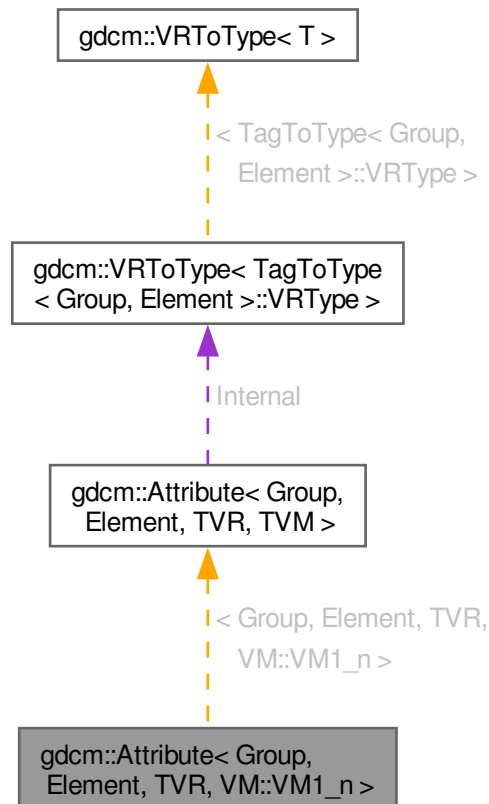 gdcm::VRToType< T >
< TagToType< Group,
Element >::VRType >
gdcm::VRToType< TagToType
< Group, Element >::VRType >
Internal
gdcm::Attribute< Group,
Element, TVR, TVM >
< Group, Element, TVR,
VM::VM1_n >
gdcm::Attribute< Group,
Element, TVR, VM::VM1_n >